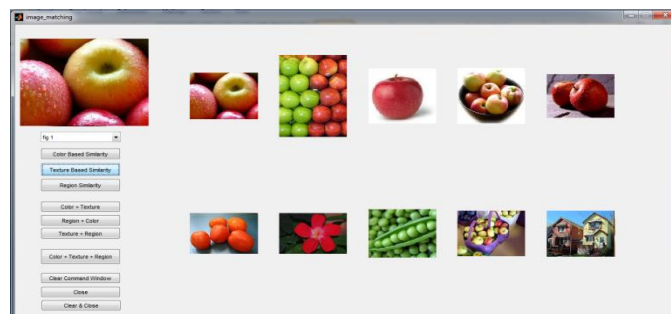 image_matching
fig 1
Color Based Similarity
Texture Based Similarity
Region Similarity
Color + Texture
Region + Color
Texture + Region
Color + Texture + Region
Clear Command Window
Close
Clear & Close